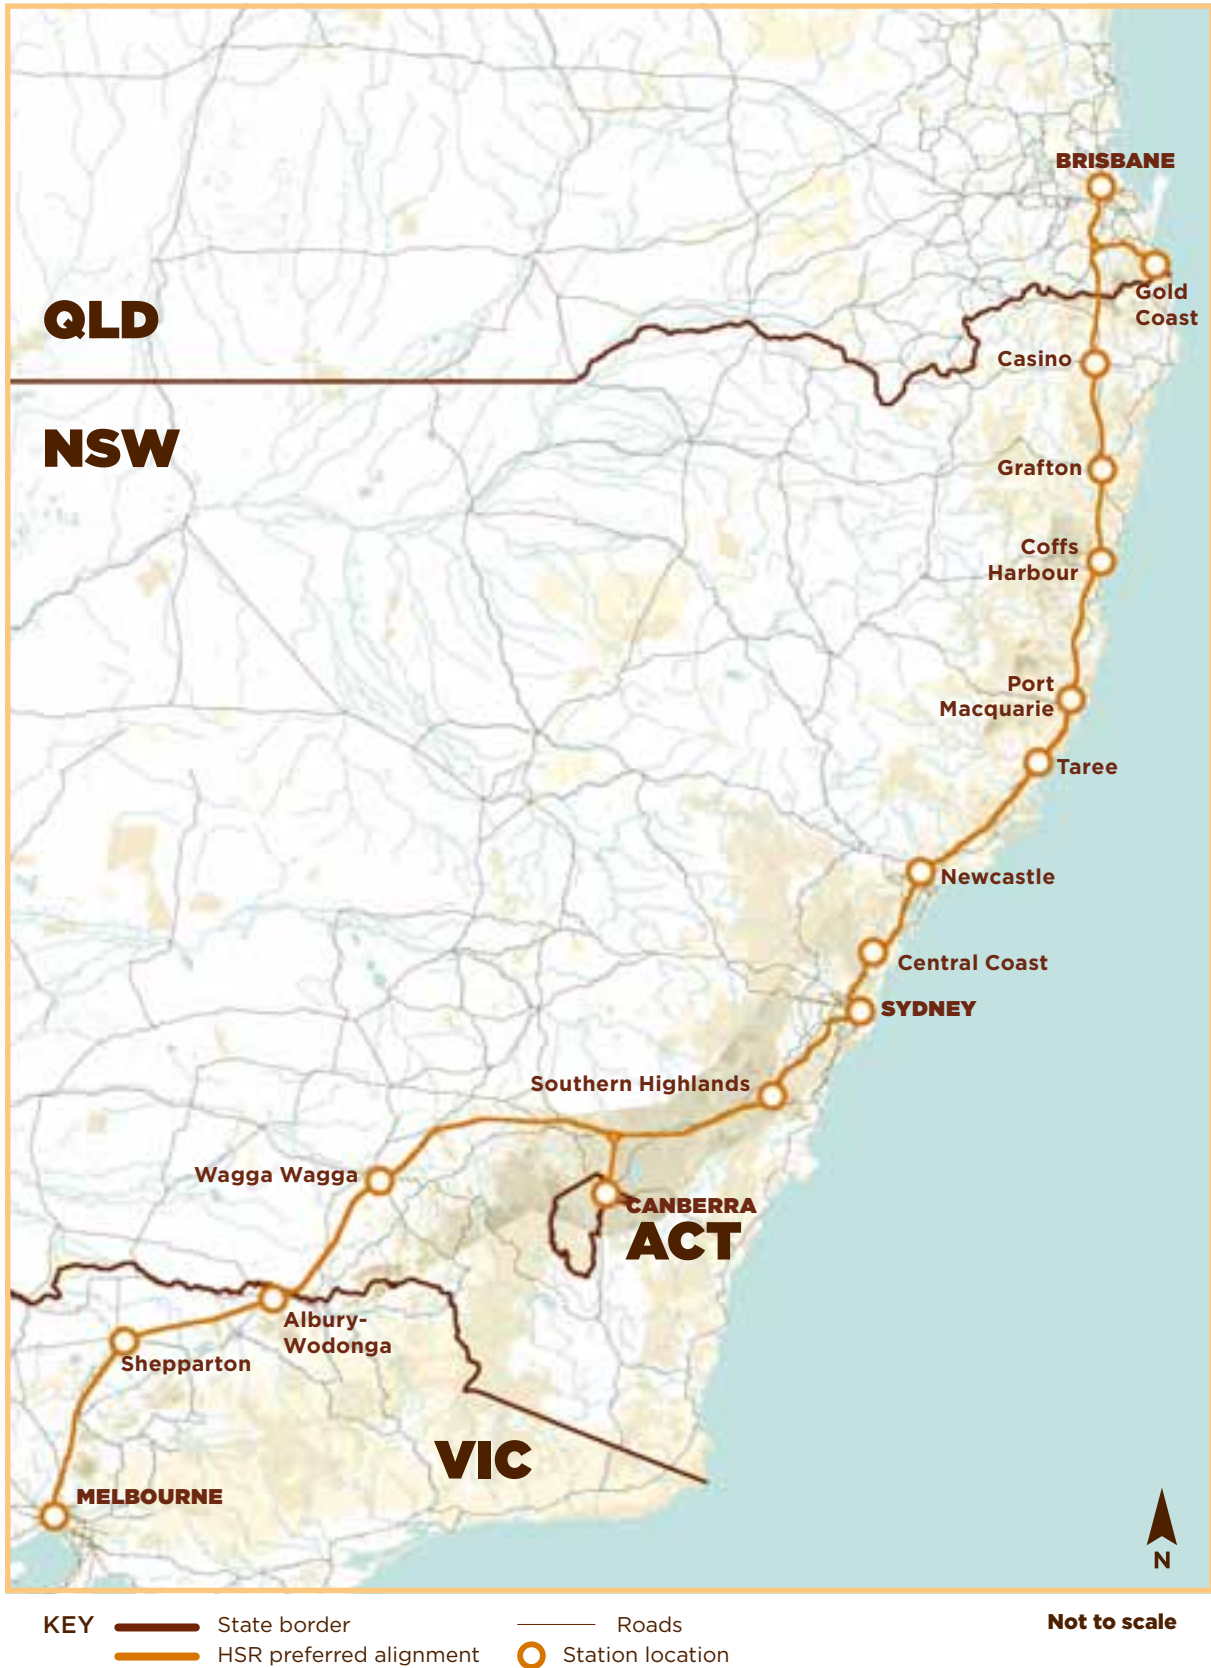 BRISBANE
QLD
Gold
Coast
Casino
NSW
Grafton
Coffs
Harbour
Port
Macquarie
Taree
Newcastle
Central Coast
SYDNEY
Southern Highlands
Wagga Wagga
CANBERRA
ACT
Albury-
Wodonga
Shepparton
VIC
MELBOURNE
N
KEY
State border
Roads
Not to scale
HSR preferred alignment
Station location